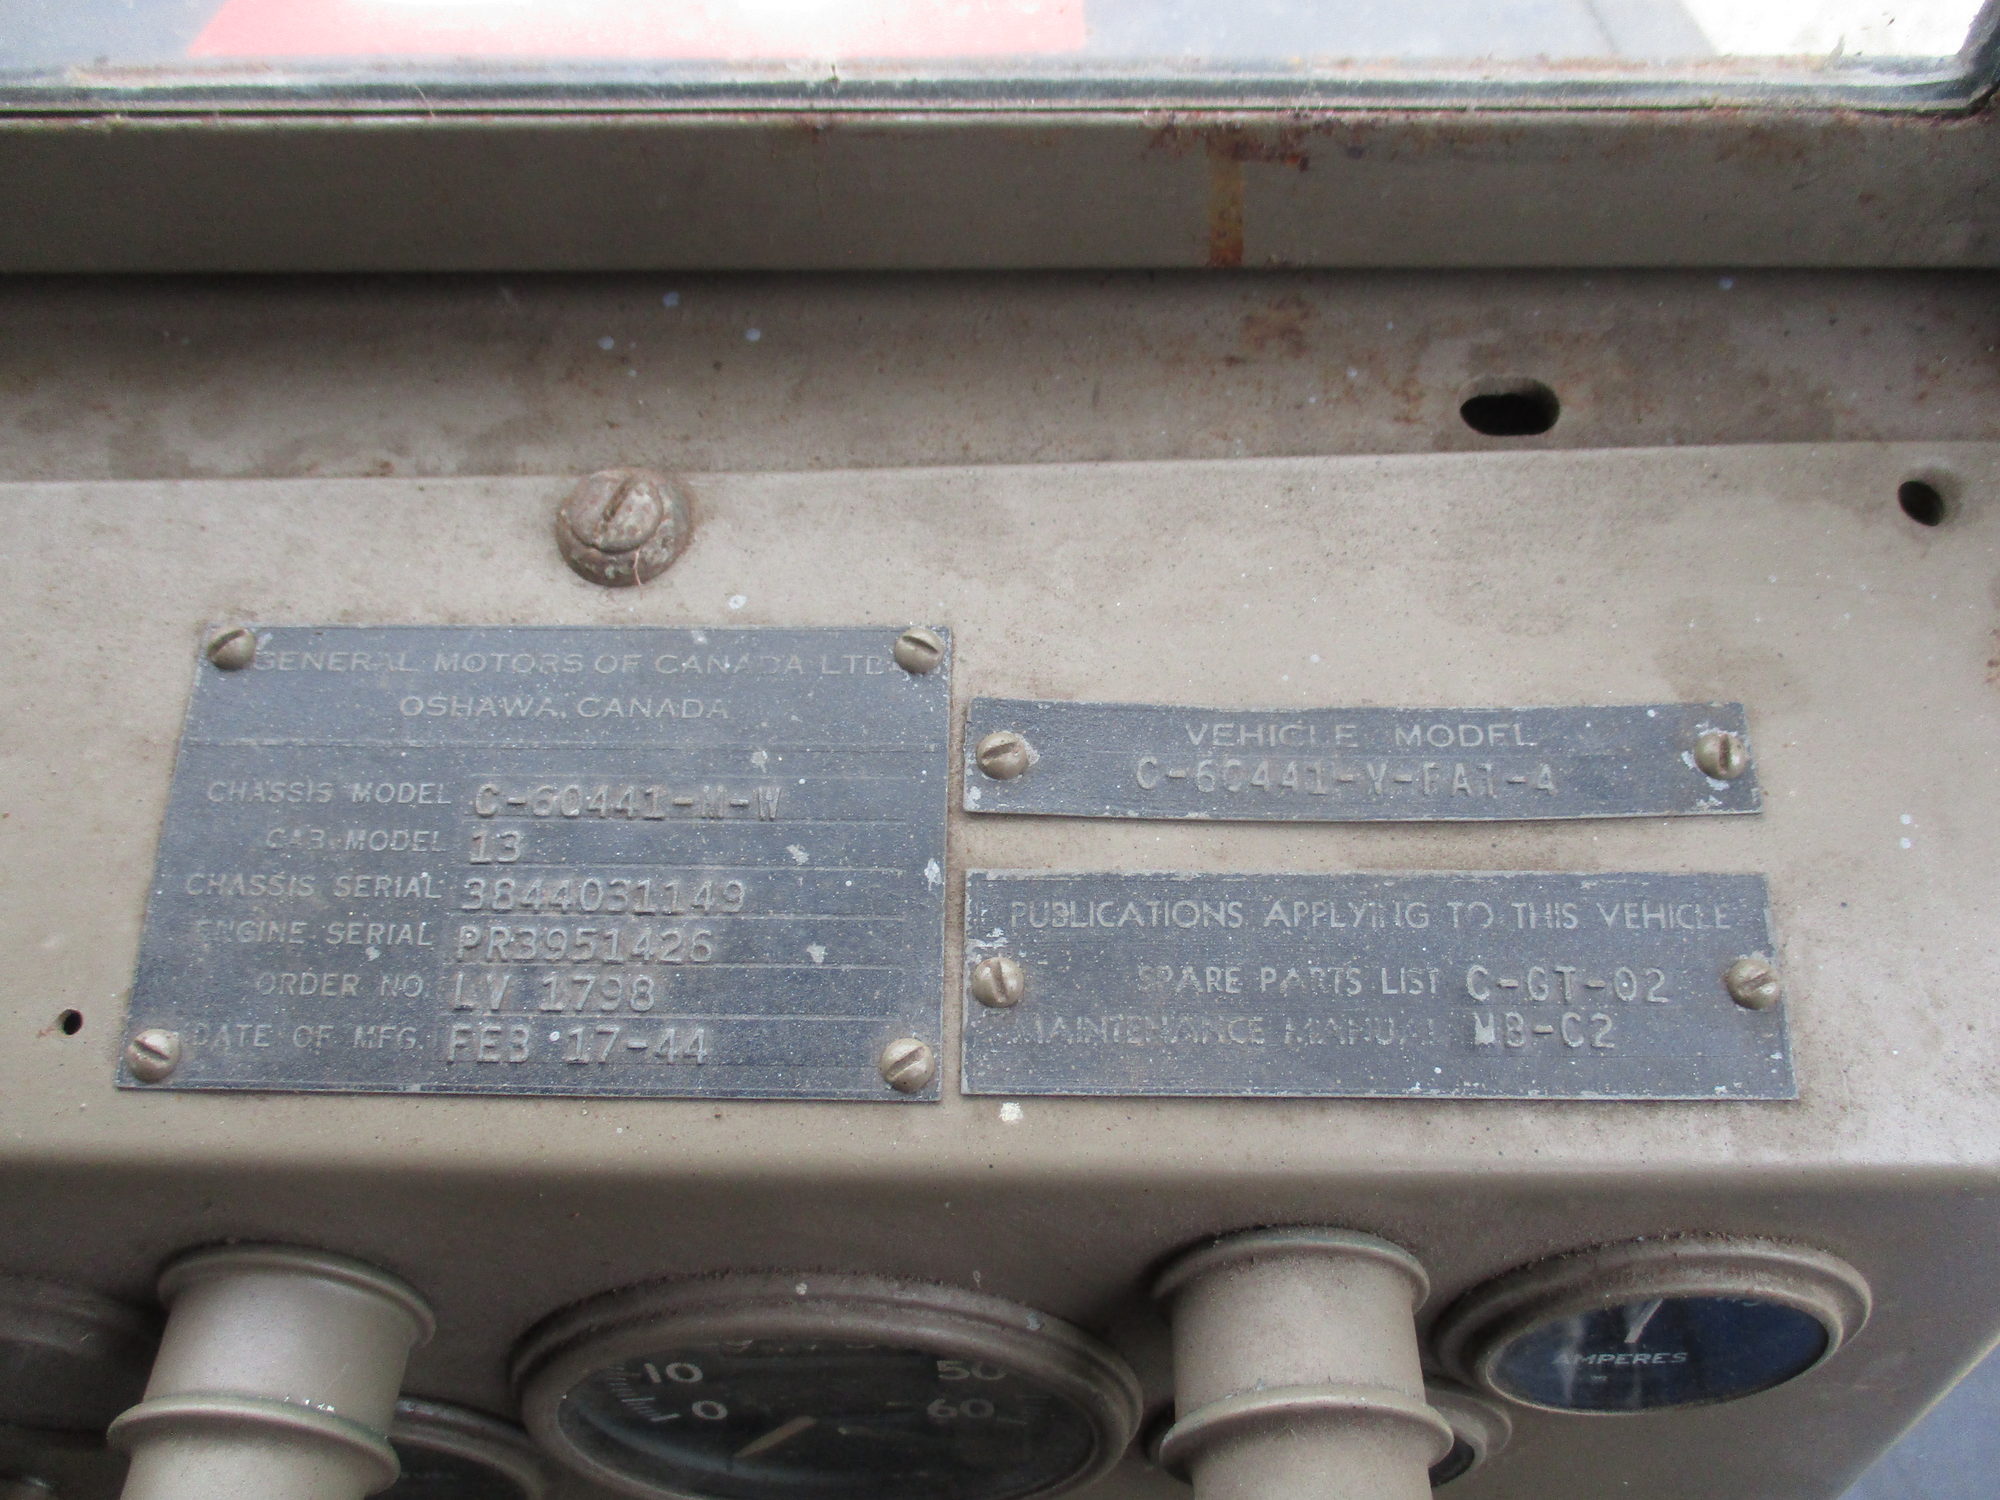 GENERAL MOTORS OF CANADA LTD
OSHAWA, CANADA
CHASSIS MODEL C-60441-M-W
CAB MODEL 13
CHASSIS SERIAL 3844031149
ENGINE SERIAL PR3951426
ORDER NO. LV 1798
DATE OF MFG. FEB 17-44
VEHICLE MODEL
C-60441-Y-FAT-4
PUBLICATIONS APPLYING TO THIS VEHICLE
SPARE PARTS LIST C-GT-02
MAINTENANCE MANUAL MB-C2
10 50
0 60
AMPERES